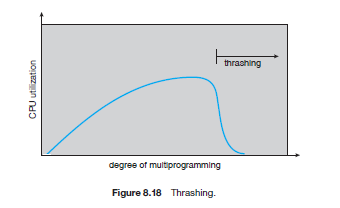 thrashing
CPU utilization
degree of multiprogramming
Figure 8.18 Thrashing.